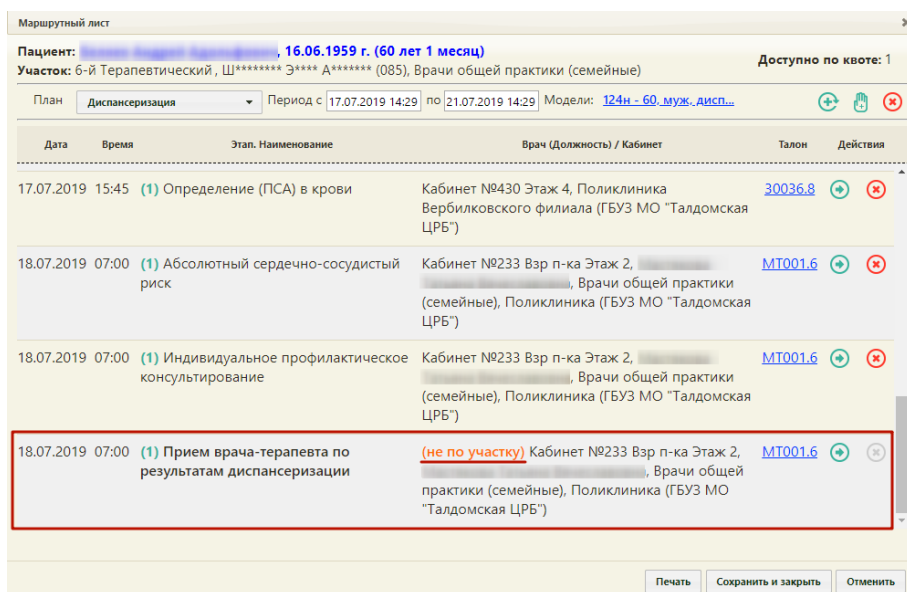 Маршрутный лист
Пациент: , 16.06.1959 г. (60 лет 1 месяц)
Доступно по квоте: 1
Участок: 6-й Терапевтический , Ш******** Э**** А******* (085), Врачи общей практики (семейные)
План Диспансеризация Период с 17.07.2019 14:29 по 21.07.2019 14:29 Модели: 124н - 60, муж, дисп...
Дата Время Этап. Наименование Врач (Должность) / Кабинет Талон Действия
17.07.2019 15:45 (1) Определение (ПСА) в крови Кабинет №430 Этаж 4, Поликлиника 30036.8
Вербилковского филиала (ГБУЗ МО "Талдомская
ЦРБ")
18.07.2019 07:00 (1) Абсолютный сердечно-сосудистый Кабинет №233 Взр п-ка Этаж 2, MT001.6
риск , Врачи общей практики
(семейные), Поликлиника (ГБУЗ МО "Талдомская
ЦРБ")
18.07.2019 07:00 (1) Индивидуальное профилактическое Кабинет №233 Взр п-ка Этаж 2, MT001.6
консультирование , Врачи общей практики
(семейные), Поликлиника (ГБУЗ МО "Талдомская
ЦРБ")
18.07.2019 07:00 (1) Прием врача-терапевта по (не по участку) Кабинет №233 Взр п-ка Этаж 2, MT001.6
результатам диспансеризации , Врачи общей
практики (семейные), Поликлиника (ГБУЗ МО
"Талдомская ЦРБ")
Печать Сохранить и закрыть Отменить